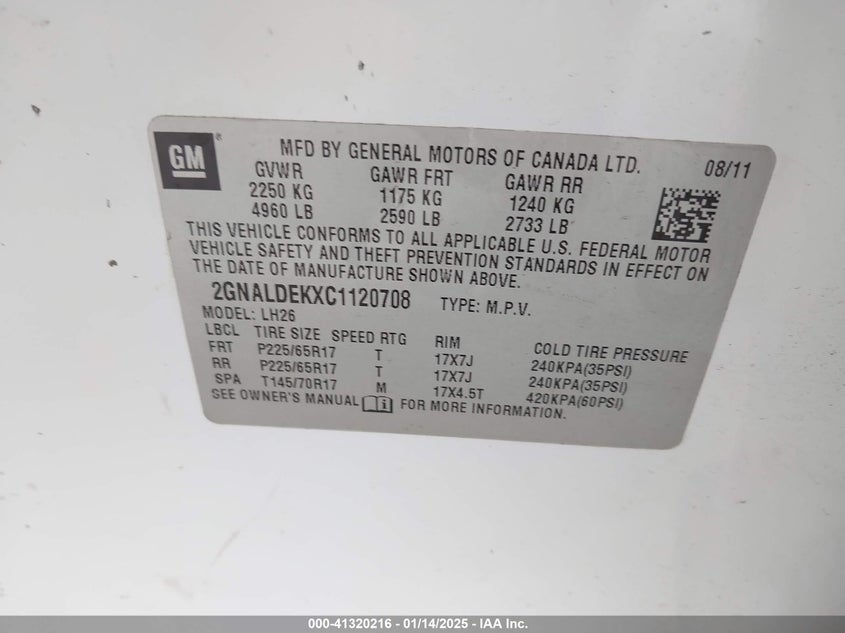 GM ®
MFD BY GENERAL MOTORS OF CANADA LTD. 08/11
GVWR GAWR FRT GAWR RR
2250 KG 1175 KG 1240 KG
4960 LB 2590 LB 2733 LB
THIS VEHICLE CONFORMS TO ALL APPLICABLE U.S. FEDERAL MOTOR
VEHICLE SAFETY AND THEFT PREVENTION STANDARDS IN EFFECT ON
THE DATE OF MANUFACTURE SHOWN ABOVE.
2GNALDEKXC1120708 TYPE: M.P.V.
MODEL: LH26
LBCL TIRE SIZE SPEED RTG RIM COLD TIRE PRESSURE
FRT P225/65R17 T 17X7J 240KPA(35PSI)
RR P225/65R17 T 17X7J 240KPA(35PSI)
SPA T145/70R17 M 17X4.5T 420KPA(60PSI)
SEE OWNER'S MANUAL FOR MORE INFORMATION.
000-41320216 - 01/14/2025 - IAA Inc.